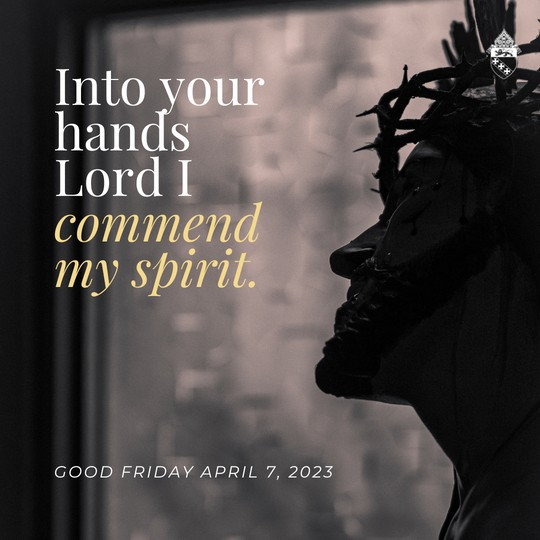 Into your
hands
Lord I
commend
my spirit.
GOOD FRIDAY APRIL 7, 2023